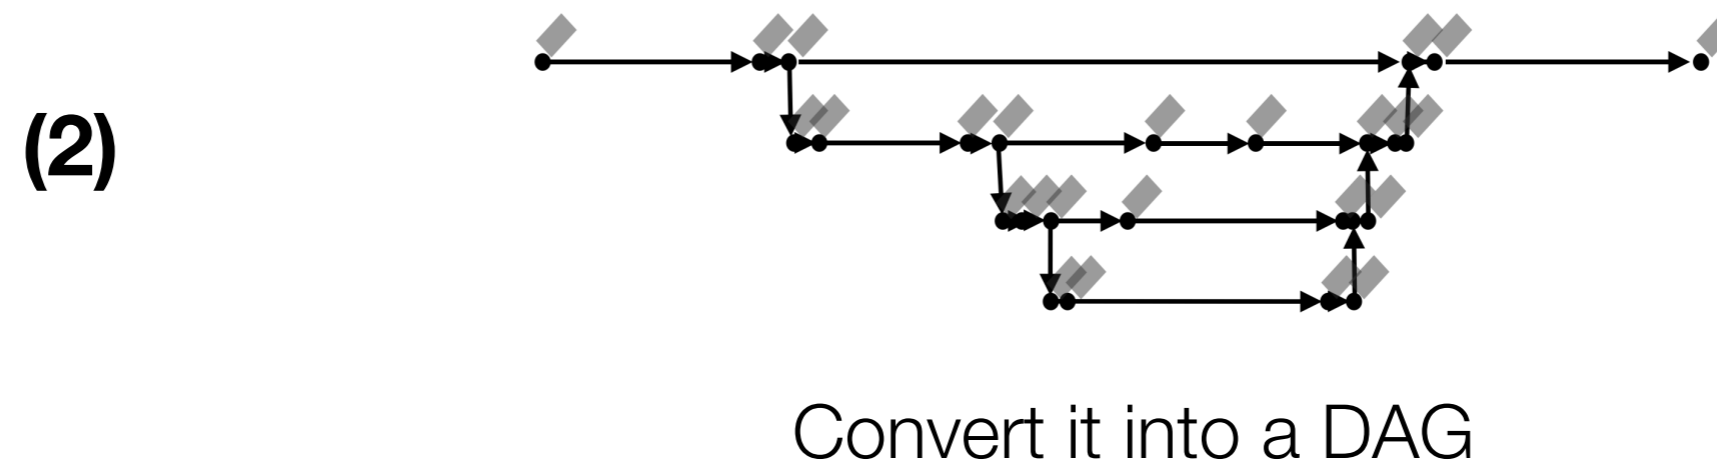 (2)
Convert it into a DAG